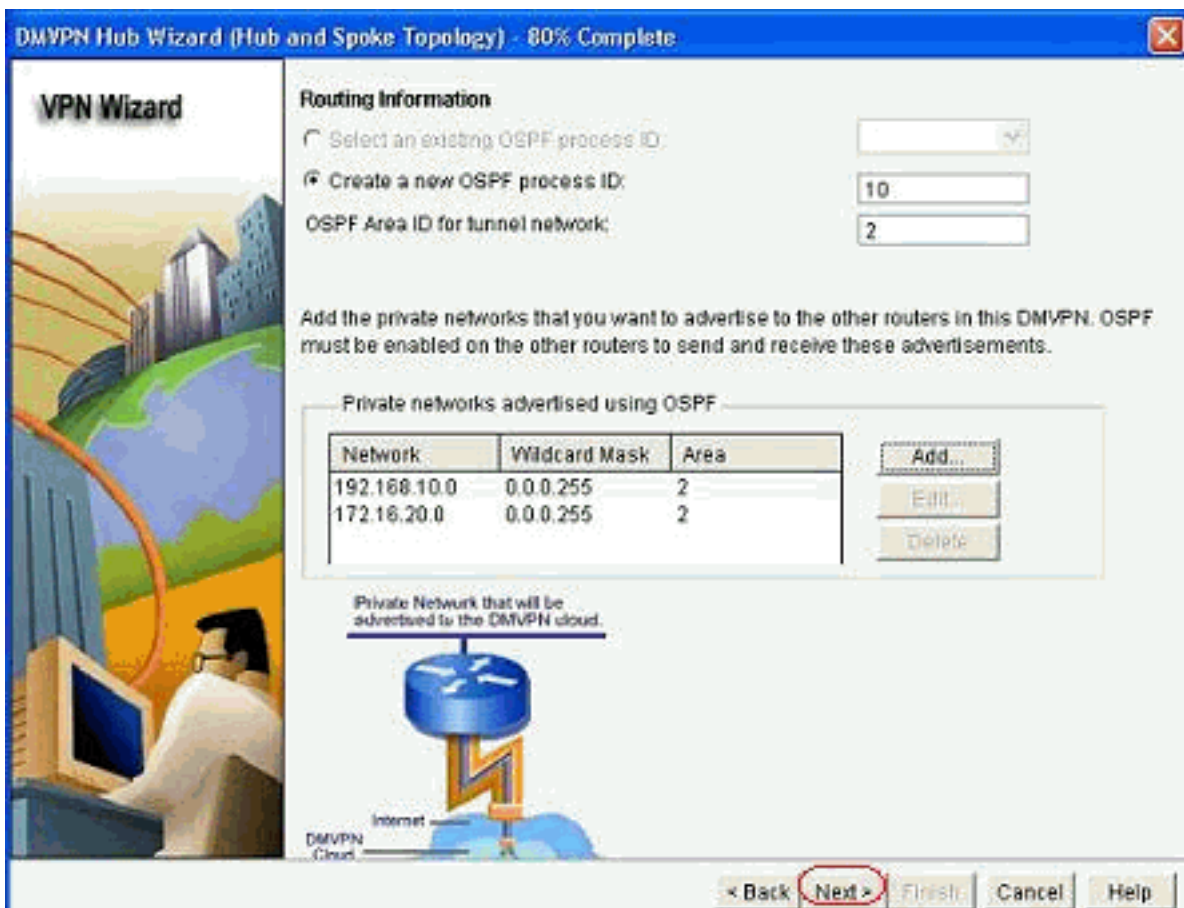 DMVPN Hub Wizard (Hub and Spoke Topology) - 80% Complete
VPN Wizard
Routing Information
Select an existing OSPF process ID:
Create a new OSPF process ID:
10
OSPF Area ID for tunnel network:
2
Add the private networks that you want to advertise to the other routers in this DMVPN. OSPF
must be enabled on the other routers to send and receive these advertisements.
Private networks advertised using OSPF
Network Wildcard Mask Area
192.168.10.0 0.0.0.255 2
172.16.20.0 0.0.0.255 2
Add...
Edit...
Delete
Private Network that will be
advertised to the DMVPN cloud.
Internet
DMVPN
Cloud
< Back Next > Finish Cancel Help